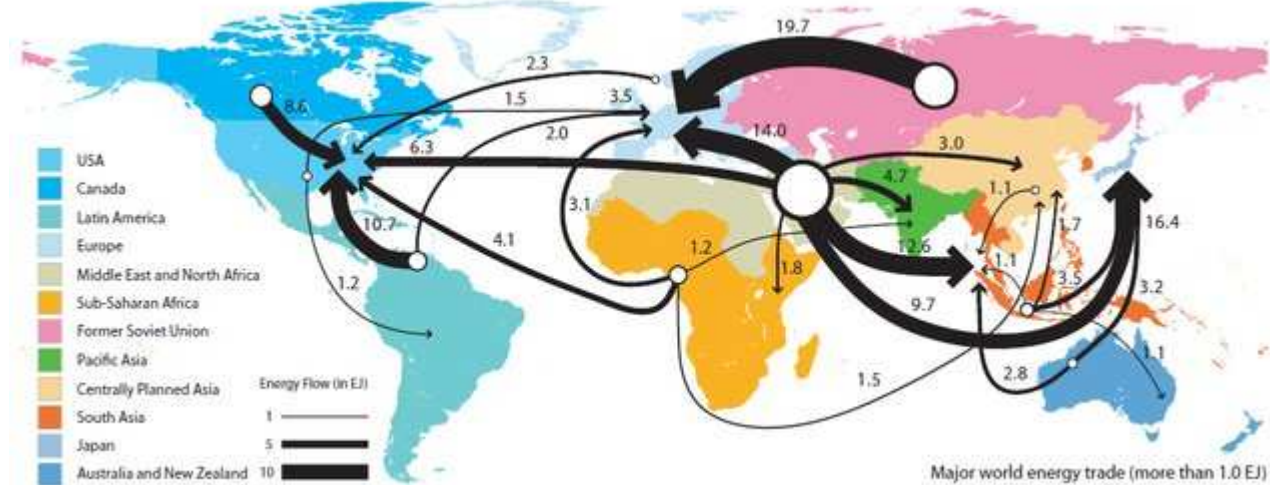 19.7
2.3
1.5
3.5
8.6
2.0
14.0
6.3
3.0
4.7
1.1
USA
Canada
Latin America
Europe
Middle East and North Africa
Sub-Saharan Africa
Former Soviet Union
Pacific Asia
Centrally Planned Asia
South Asia
Japan
Australia and New Zealand
10.7
3.1
4.1
1.2
1.2
12.6
1.7
16.4
1.8
1.1
3.5
3.2
9.7
1.1
1.5
2.8
Energy Flow (in EJ)
1
5
10
Major world energy trade (more than 1.0 EJ)